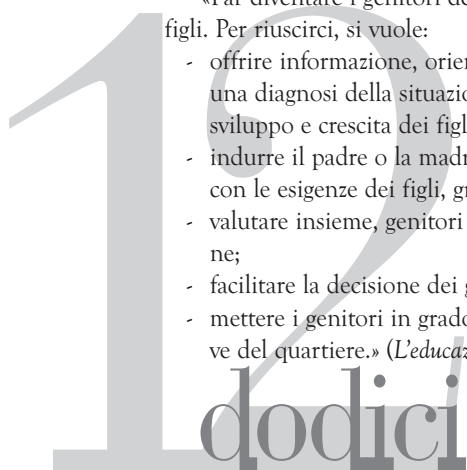 «Far diventare i genitori de
figli. Per riuscirci, si vuole:
- offrire informazione, orien
una diagnosi della situazio
sviluppo e crescita dei figl
- indurre il padre o la madr
con le esigenze dei figli, gr
- valutare insieme, genitori
ne;
- facilitare la decisione dei g
- mettere i genitori in grado
ve del quartiere.» (L'educaz
12
dodici